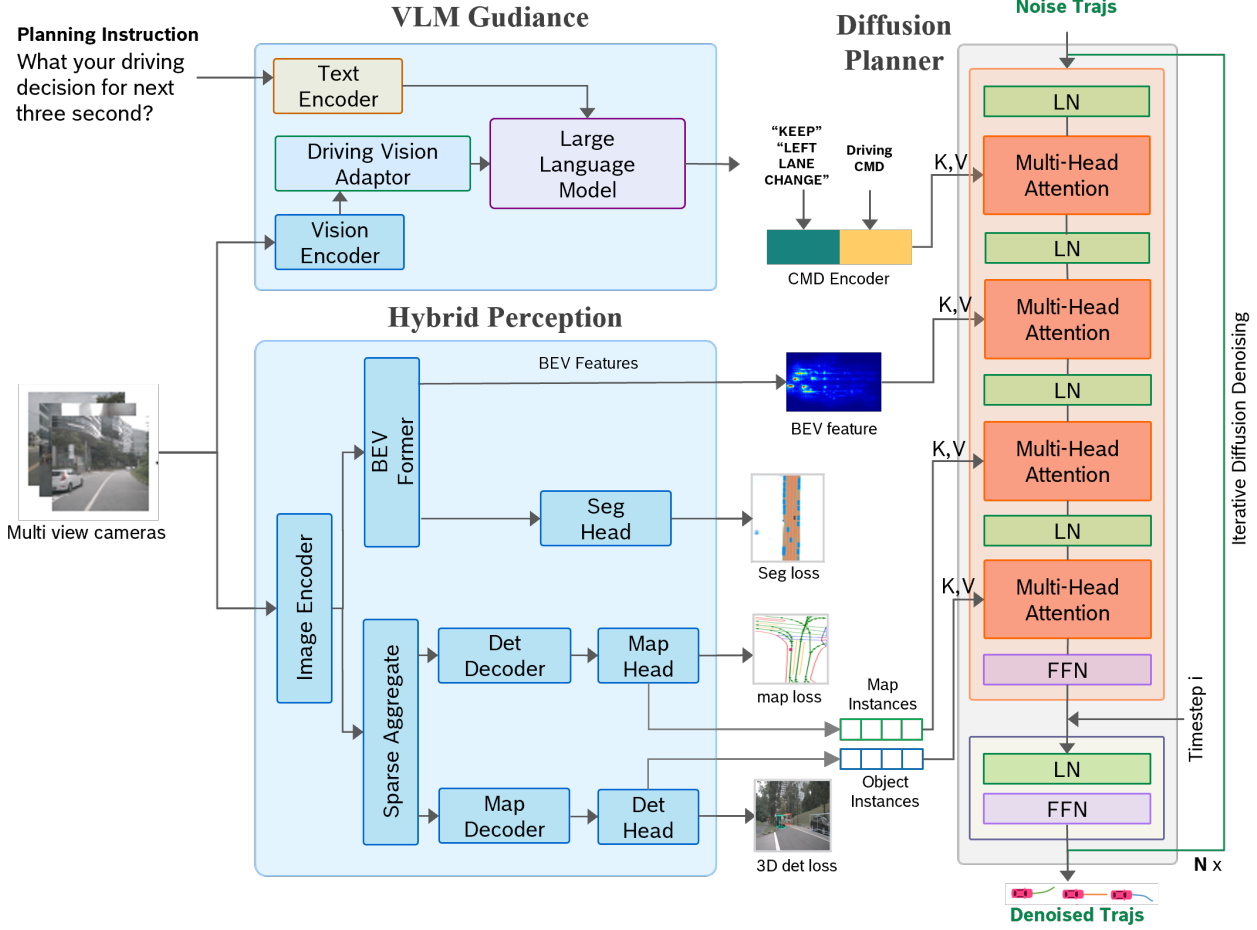 VLM Gudiance
Planning Instruction
What your driving
decision for next
three second?
Text
Encoder
Driving Vision
Adaptor
Large
Language
Model
Vision
Encoder
Hybrid Perception
Multi view cameras
Image Encoder
BEV
Former
BEV Features
Seg
Head
Sparse Aggregate
Det
Decoder
Map
Head
Map
Decoder
Det
Head
“KEEP”
“LEFT
LANE
CHANGE”
Driving
CMD
CMD Encoder
BEV feature
Seg loss
map loss
3D det loss
Map
Instances
Object
Instances
Diffusion
Planner
Noise Trajs
LN
K,V
Multi-Head
Attention
LN
K,V
Multi-Head
Attention
LN
K,V
Multi-Head
Attention
LN
K,V
Multi-Head
Attention
FFN
Timestep i
LN
FFN
Iterative Diffusion Denoising
N x
Denoised Trajs